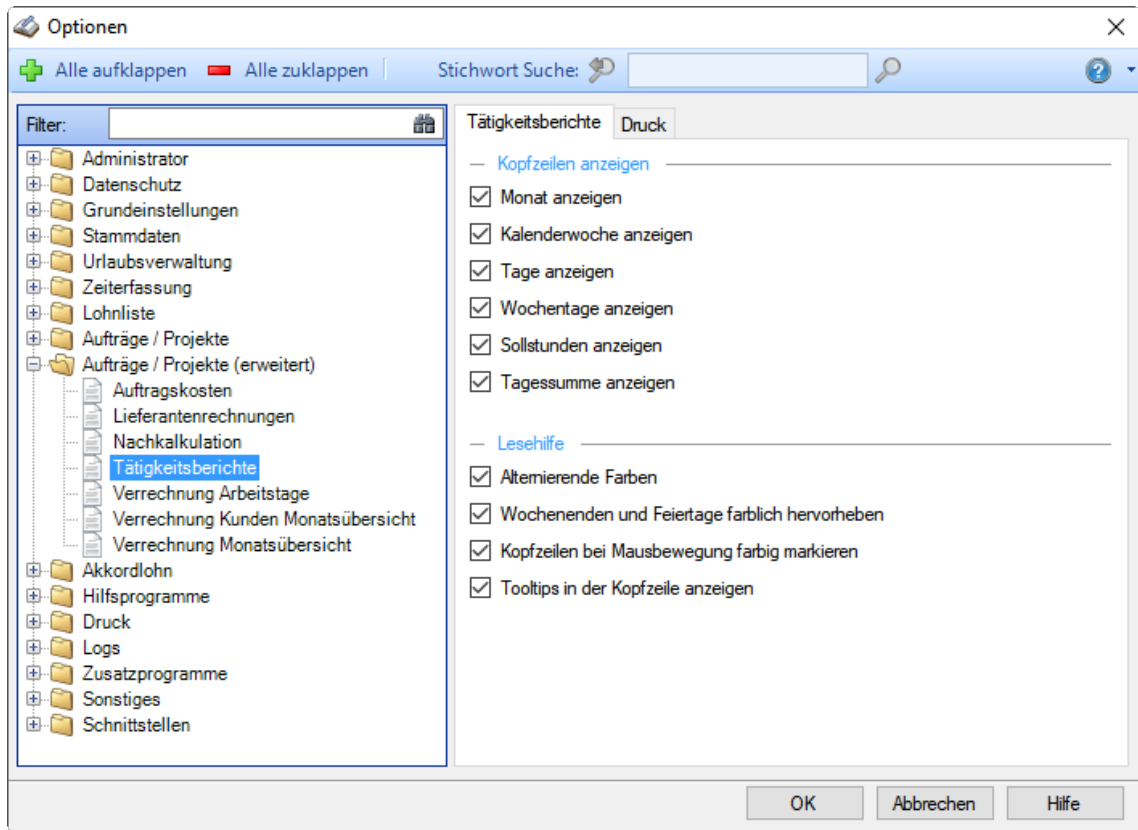 Optionen
Alle aufklappen Alle zuklappen Stichwort Suche:
Filter:
Administrator
Datenschutz
Grundeinstellungen
Stammdaten
Urlaubsverwaltung
Zeiterfassung
Lohnliste
Aufträge / Projekte
Aufträge / Projekte (erweitert)
Auftragskosten
Lieferantenrechnungen
Nachkalkulation
Tätigkeitsberichte
Verrechnung Arbeitstage
Verrechnung Kunden Monatsübersicht
Verrechnung Monatsübersicht
Akkordlohn
Hilfsprogramme
Druck
Logs
Zusatzprogramme
Sonstiges
Schnittstellen
Tätigkeitsberichte Druck
Kopfzeilen anzeigen
Monat anzeigen
Kalenderwoche anzeigen
Tage anzeigen
Wochentage anzeigen
Sollstunden anzeigen
Tagessumme anzeigen
Lesehilfe
Alternierende Farben
Wochenenden und Feiertage farblich hervorheben
Kopfzeilen bei Mausbewegung farbig markieren
Tooltips in der Kopfzeile anzeigen
OK Abbrechen Hilfe